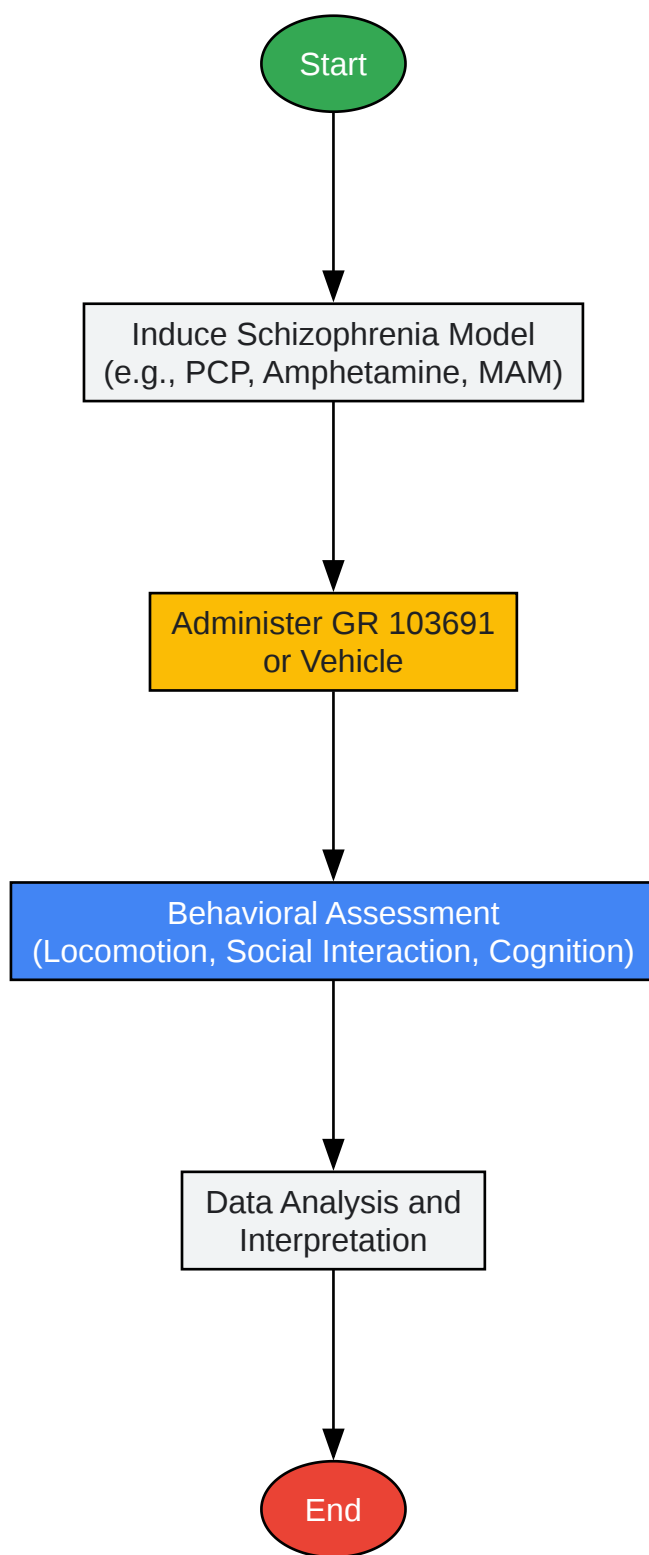 Start
Induce Schizophrenia Model
(e.g., PCP, Amphetamine, MAM)
Administer GR 103691
or Vehicle
Behavioral Assessment
(Locomotion, Social Interaction, Cognition)
Data Analysis and
Interpretation
End